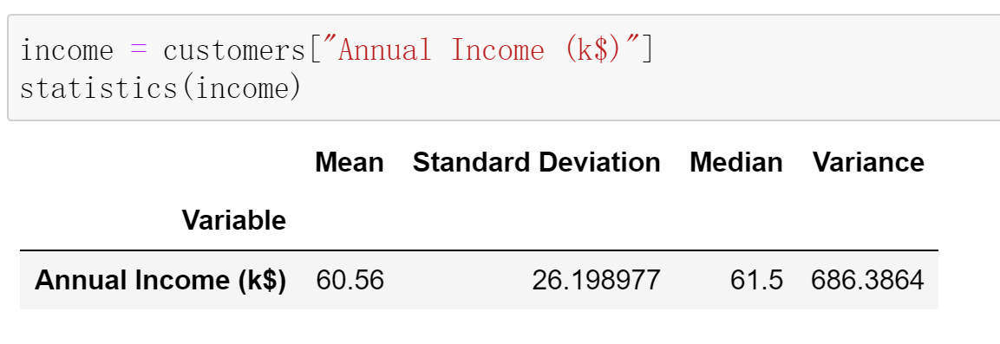 income = customers["Annual Income (k$)"]
statistics(income)
Mean Standard Deviation Median Variance
Variable
Annual Income (k$) 60.56 26.198977 61.5 686.3864